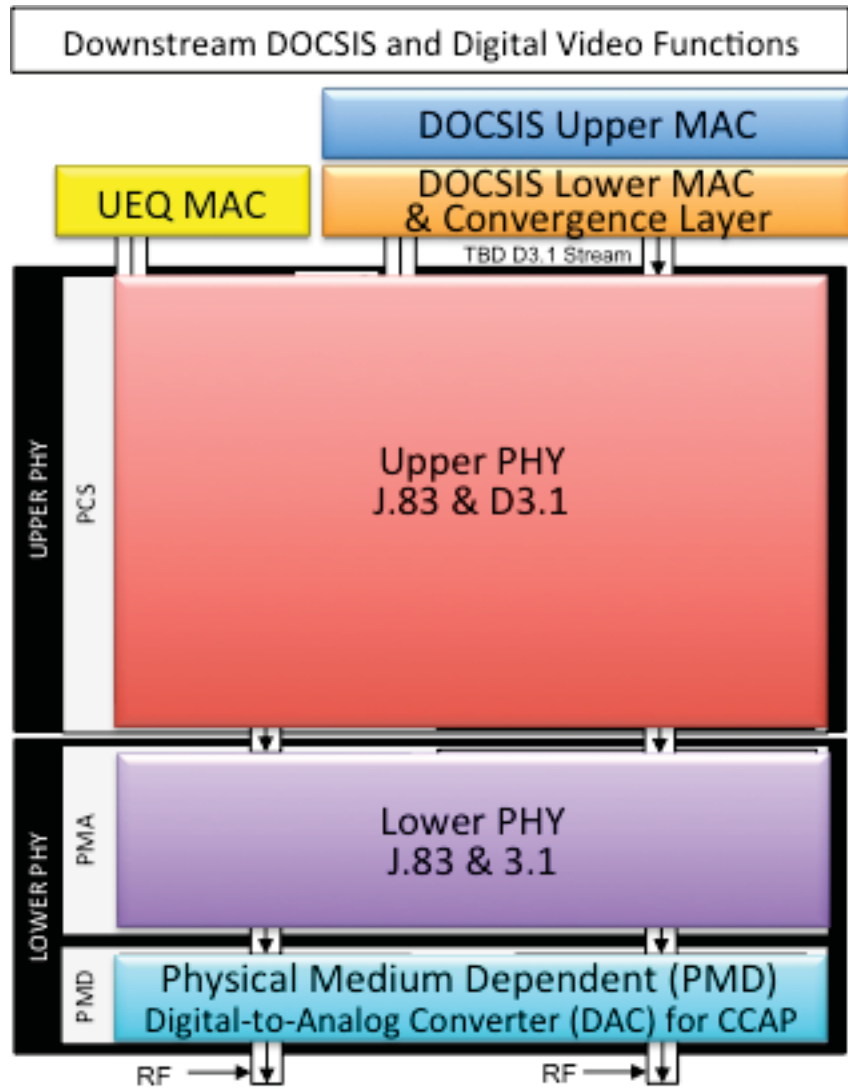 Downstream DOCSIS and Digital Video Functions
DOCSIS Upper MAC
UEQ MAC
DOCSIS Lower MAC
& Convergence Layer
TBD D3.1 Stream
UPPER PHY
PCS
Upper PHY
J.83 & D3.1
LOWER PHY
PMA
Lower PHY
J.83 & 3.1
PMD
Physical Medium Dependent (PMD)
Digital-to-Analog Converter (DAC) for CCAP
RF
RF